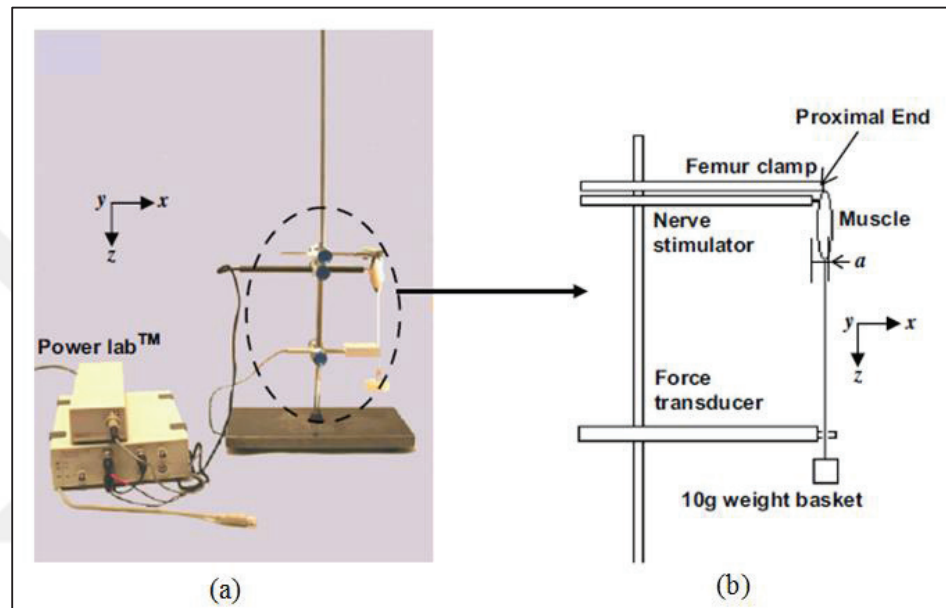 y
x
z
Power lab™
(a)
Proximal End
Femur clamp
Nerve
stimulator
Muscle
a
y
x
z
Force
transducer
10g weight basket
(b)